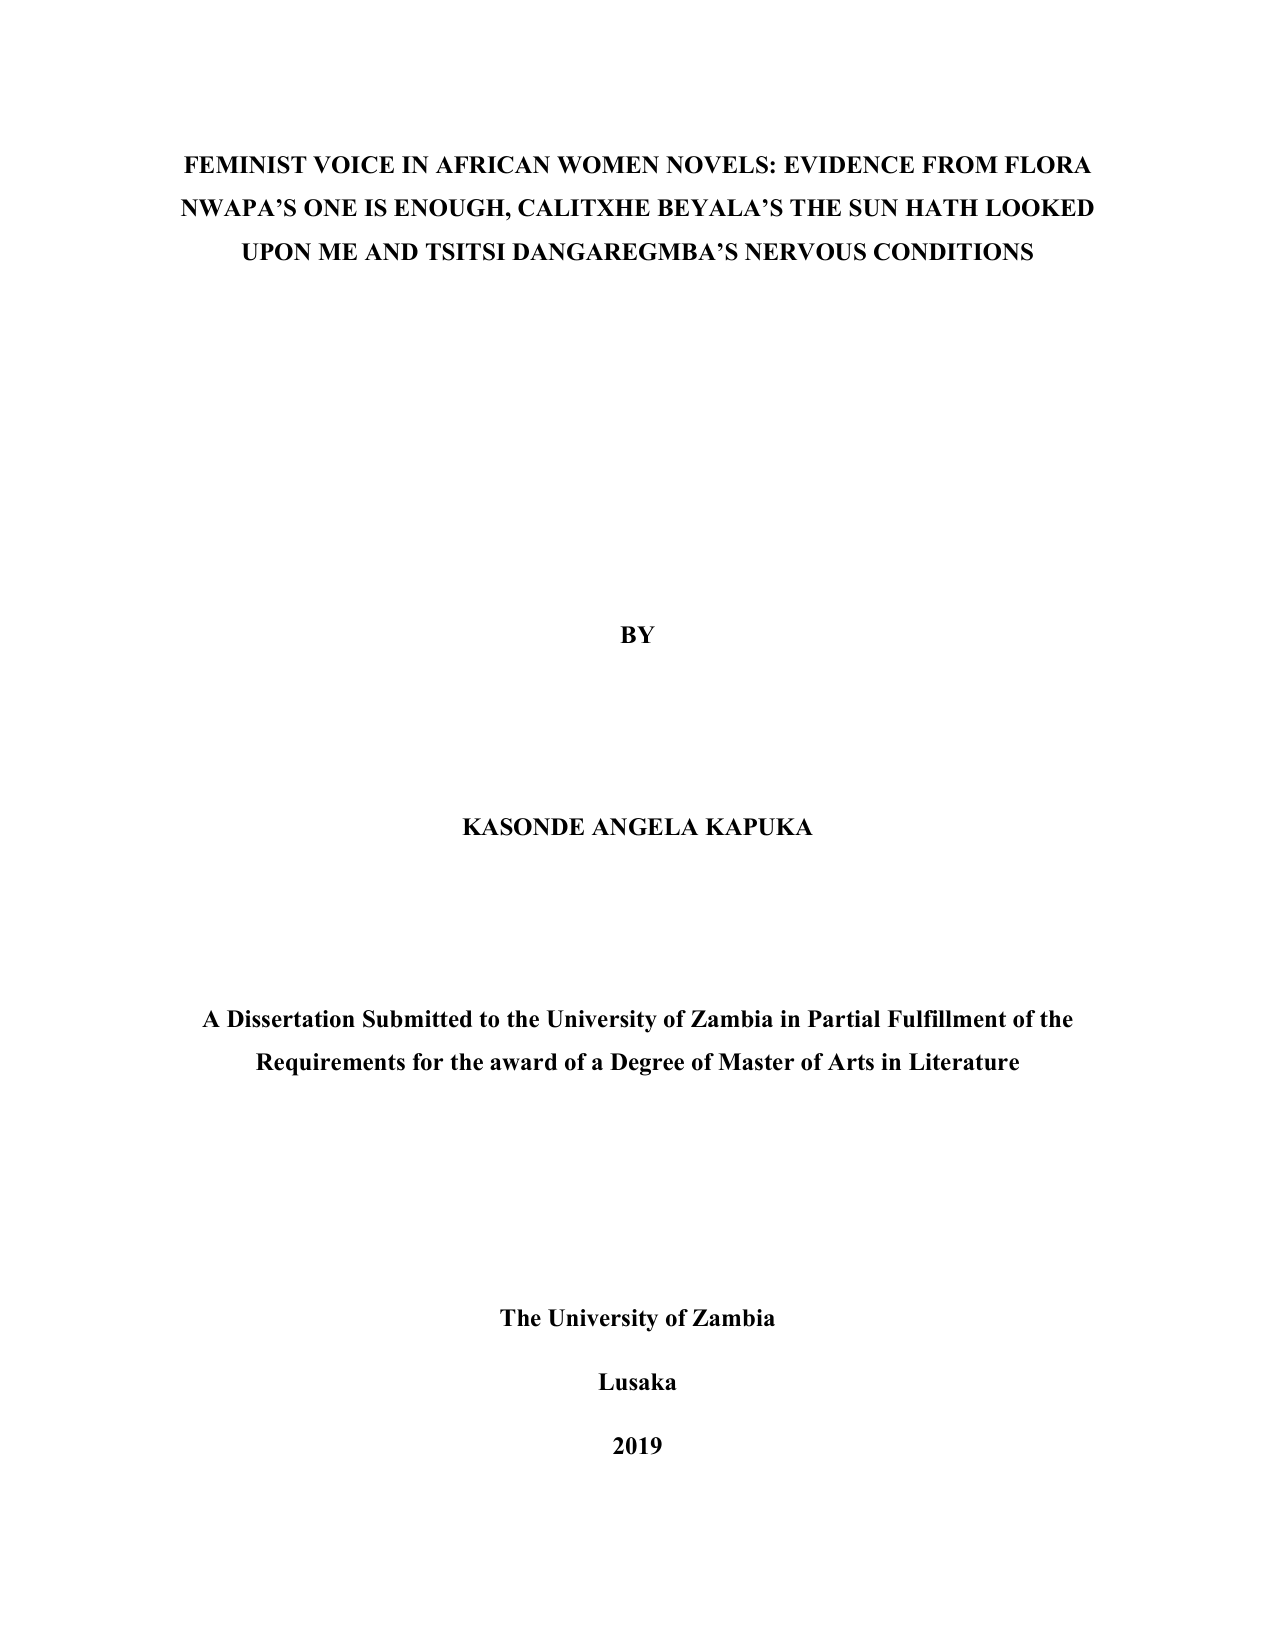 FEMINIST VOICE IN AFRICAN WOMEN NOVELS: EVIDENCE FROM FLORA
NWAPA’S ONE IS ENOUGH, CALITXHE BEYALA’S THE SUN HATH LOOKED
UPON ME AND TSITSI DANGAREGMBA’S NERVOUS CONDITIONS
BY
KASONDE ANGELA KAPUKA
A Dissertation Submitted to the University of Zambia in Partial Fulfillment of the
Requirements for the award of a Degree of Master of Arts in Literature
The University of Zambia
Lusaka
2019